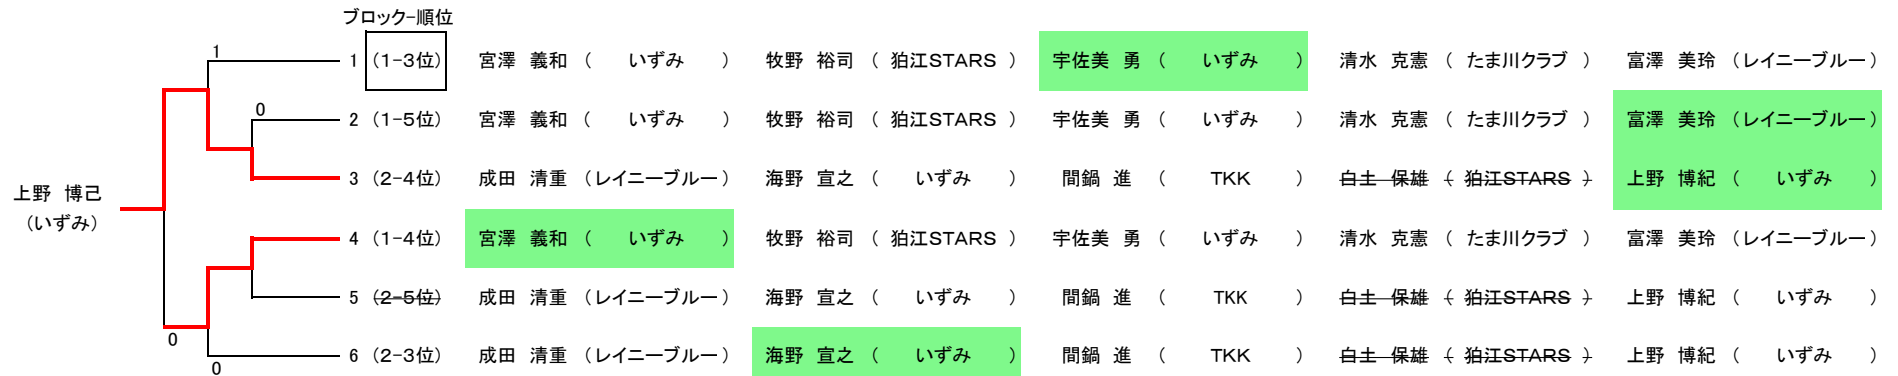 ブロック-順位
1
1 (1-3位) 宮澤 義和 ( いずみ ) 牧野 裕司 ( 狛江STARS ) 宇佐美 勇 ( いずみ ) 清水 克憲 ( たま川クラブ ) 富澤 美玲 (レイニーブルー)
0
2 (1-5位) 宮澤 義和 ( いずみ ) 牧野 裕司 ( 狛江STARS ) 宇佐美 勇 ( いずみ ) 清水 克憲 ( たま川クラブ ) 富澤 美玲 (レイニーブルー)
3 (2-4位) 成田 清重 (レイニーブルー) 海野 宣之 ( いずみ ) 間鍋 進 ( TKK ) 白土 保雄 ( 狛江STARS ) 上野 博紀 ( いずみ )
上野 博己
(いずみ)
4 (1-4位) 宮澤 義和 ( いずみ ) 牧野 裕司 ( 狛江STARS ) 宇佐美 勇 ( いずみ ) 清水 克憲 ( たま川クラブ ) 富澤 美玲 (レイニーブルー)
5 (2-5位) 成田 清重 (レイニーブルー) 海野 宣之 ( いずみ ) 間鍋 進 ( TKK ) 白土 保雄 ( 狛江STARS ) 上野 博紀 ( いずみ )
0
6 (2-3位) 成田 清重 (レイニーブルー) 海野 宣之 ( いずみ ) 間鍋 進 ( TKK ) 白土 保雄 ( 狛江STARS ) 上野 博紀 ( いずみ )
0